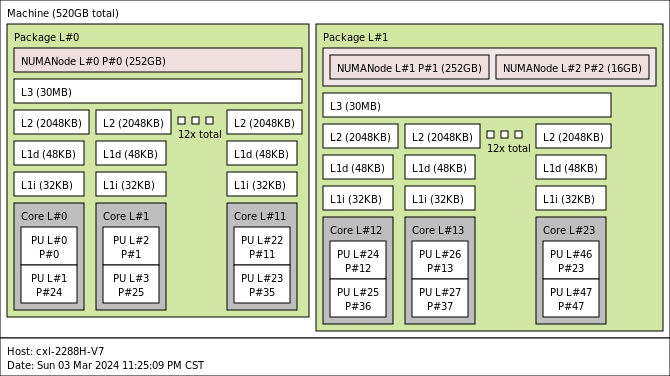 Machine (520GB total)
Package L#0
NUMANode L#0 P#0 (252GB)
L3 (30MB)
L2 (2048KB)
L2 (2048KB)
12x total
L2 (2048KB)
L1d (48KB)
L1d (48KB)
L1d (48KB)
L1i (32KB)
L1i (32KB)
L1i (32KB)
Core L#0
PU L#0
P#0
PU L#1
P#24
Core L#1
PU L#2
P#1
PU L#3
P#25
Core L#11
PU L#22
P#11
PU L#23
P#35
Package L#1
NUMANode L#1 P#1 (252GB)
NUMANode L#2 P#2 (16GB)
L3 (30MB)
L2 (2048KB)
L2 (2048KB)
12x total
L2 (2048KB)
L1d (48KB)
L1d (48KB)
L1d (48KB)
L1i (32KB)
L1i (32KB)
L1i (32KB)
Core L#12
PU L#24
P#12
PU L#25
P#36
Core L#13
PU L#26
P#13
PU L#27
P#37
Core L#23
PU L#46
P#23
PU L#47
P#47
Host: cxl-2288H-V7
Date: Sun 03 Mar 2024 11:25:09 PM CST